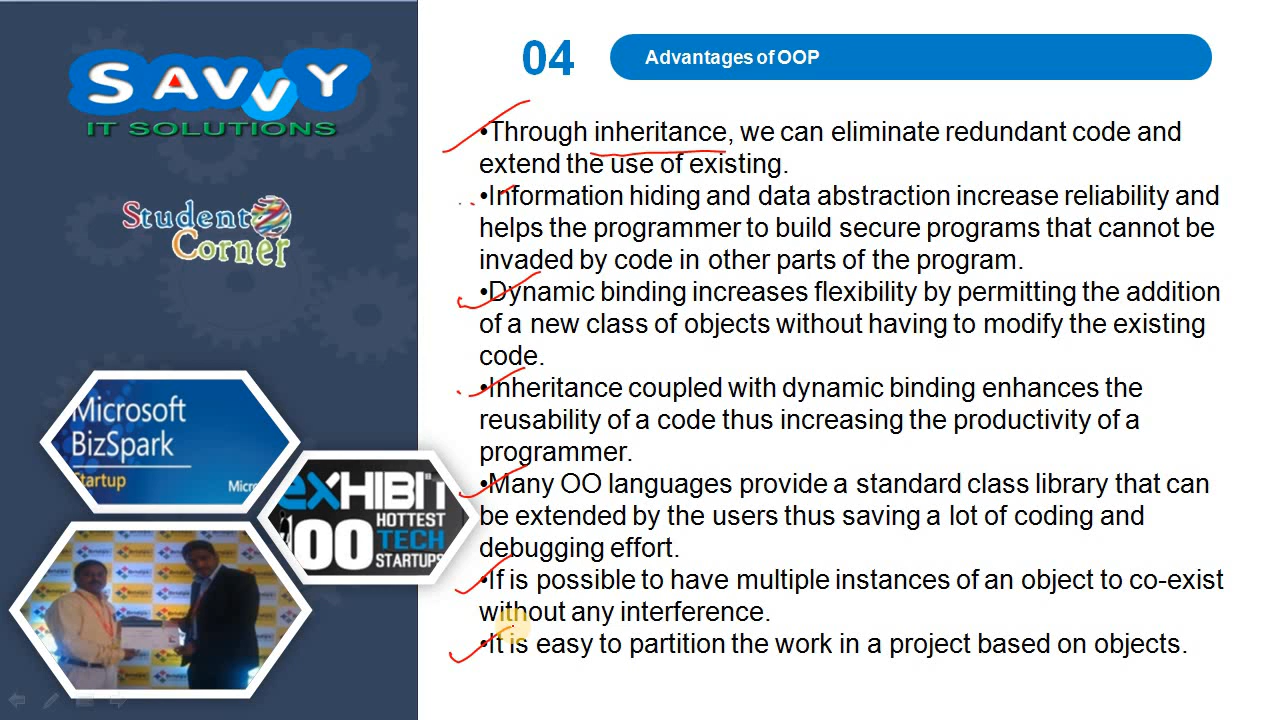 SAVVY
IT SOLUTIONS
Student
Corner
Microsoft
BizSpark
Startup
Micro
eXHIBIT
100 HOTTEST
TECH
STARTUPS
04
Advantages of OOP
•Through inheritance, we can eliminate redundant code and
extend the use of existing.
•Information hiding and data abstraction increase reliability and
helps the programmer to build secure programs that cannot be
invaded by code in other parts of the program.
•Dynamic binding increases flexibility by permitting the addition
of a new class of objects without having to modify the existing
code.
•Inheritance coupled with dynamic binding enhances the
reusability of a code thus increasing the productivity of a
programmer.
•Many OO languages provide a standard class library that can
be extended by the users thus saving a lot of coding and
debugging effort.
•If is possible to have multiple instances of an object to co-exist
without any interference.
•It is easy to partition the work in a project based on objects.